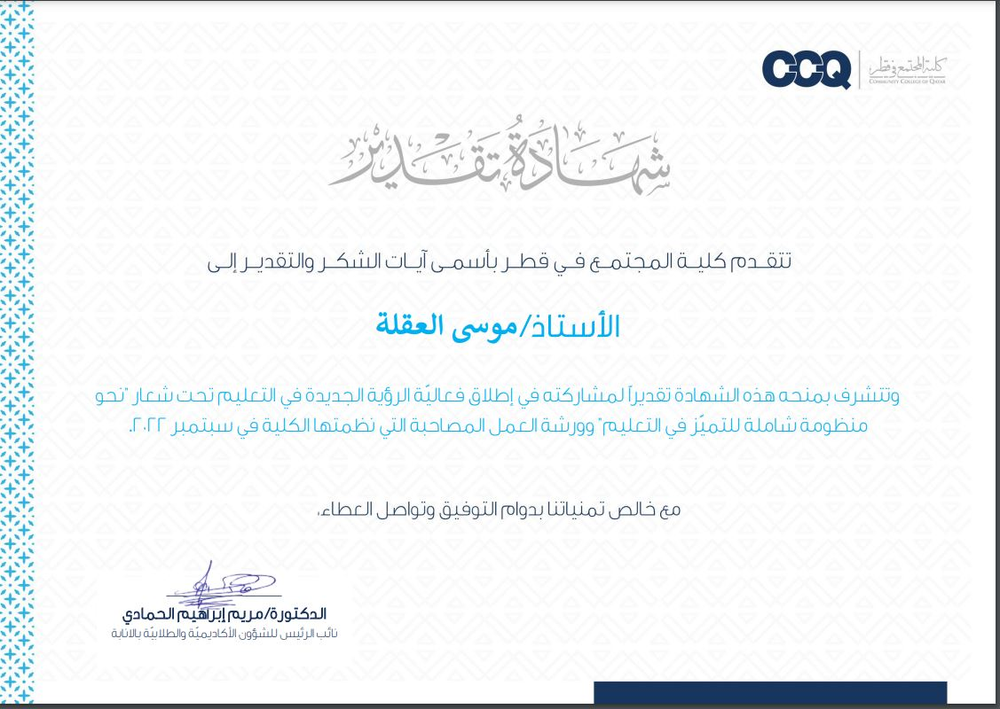 CCQ
كلية المجتمع في قطر
COMMUNITY COLLEGE OF QATAR
شهادةُ تقدير
تتقدم كلية المجتمع في قطر بأسمى آيات الشكر والتقدير إلى
الأستاذ/موسى العقلة
وتتشرف بمنحه هذه الشهادة تقديراً لمشاركته في إطلاق فعاليّة الرؤية الجديدة في التعليم تحت شعار "نحو
منظومة شاملة للتميّز في التعليم" وورشة العمل المصاحبة التي نظمتها الكلية في سبتمبر ٢٠٢٢.
مع خالص تمنياتنا بدوام التوفيق وتواصل العطاء،
الدكتورة/مريم إبراهيم الحمادي
نائب الرئيس للشؤون الأكاديميّة والطلابيّة بالانابة